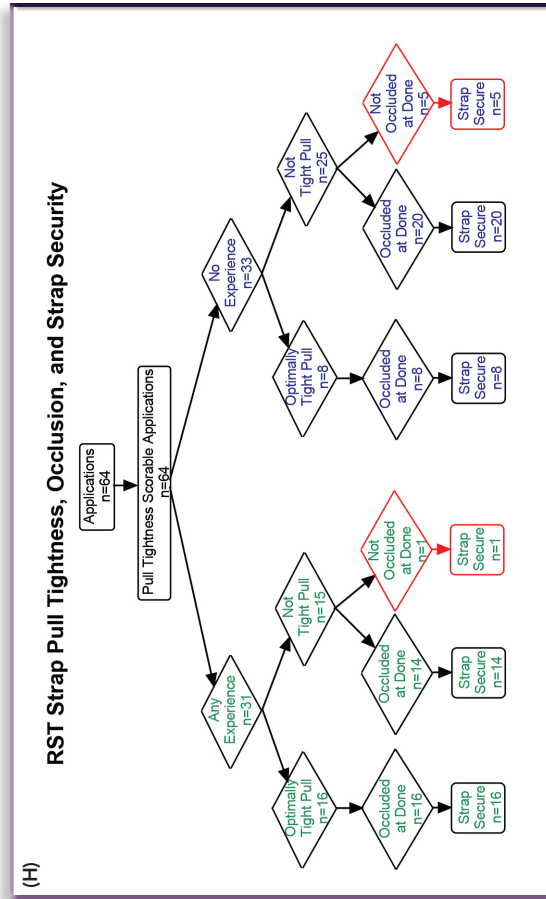 (H)
RST Strap Pull Tightness, Occlusion, and Strap Security
Applications
n=64
Pull Tightness Scorable Applications
n=64
Any
Experience
n=31
No
Experience
n=33
Optimally
Tight Pull
n=16
Not
Tight Pull
n=15
Optimally
Tight Pull
n=8
Not
Tight Pull
n=25
Occluded
at Done
n=16
Occluded
at Done
n=14
Not
Occluded
at Done
n=1
Occluded
at Done
n=8
Occluded
at Done
n=20
Not
Occluded
at Done
n=5
Strap
Secure
n=16
Strap
Secure
n=14
Strap
Secure
n=1
Strap
Secure
n=8
Strap
Secure
n=20
Strap
Secure
n=5